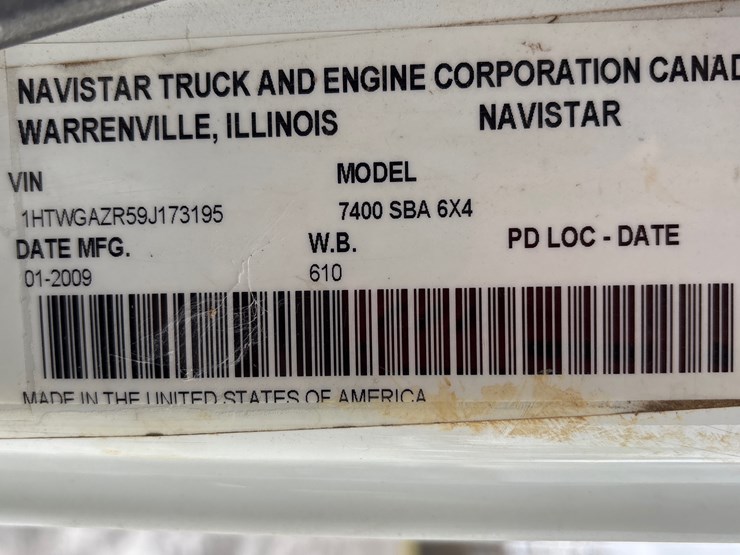 NAVISTAR TRUCK AND ENGINE CORPORATION CANAD
WARRENVILLE, ILLINOIS NAVISTAR
VIN MODEL
1HTWGAZR59J173195 7400 SBA 6X4
DATE MFG. W.B. PD LOC - DATE
01-2009 610
MADE IN THE UNITED STATES OF AMERICA